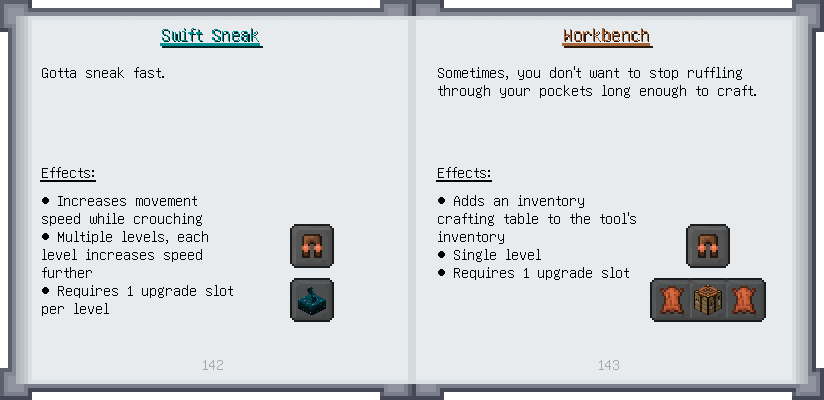 Swift Sneak
Gotta sneak fast.
Effects:
● Increases movement
speed while crouching
● Multiple levels, each
level increases speed
further
● Requires 1 upgrade slot
per level
142
Workbench
Sometimes, you don't want to stop ruffling
through your pockets long enough to craft.
Effects:
● Adds an inventory
crafting table to the tool's
inventory
● Single level
● Requires 1 upgrade slot
143